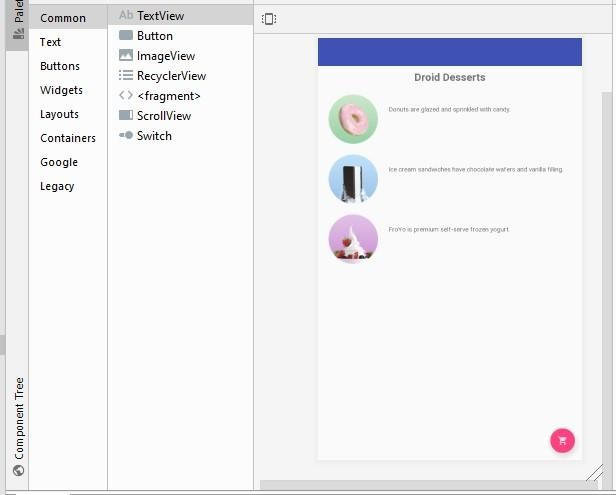 Palet
Common
Text
Buttons
Widgets
Layouts
Containers
Google
Legacy
Ab TextView
Button
ImageView
RecyclerView
<fragment>
ScrollView
Switch
Component Tree
Droid Desserts
Donuts are glazed and sprinkled with candy.
Ice cream sandwiches have chocolate wafers and vanilla filling.
FroYo is premium self-serve frozen yogurt.